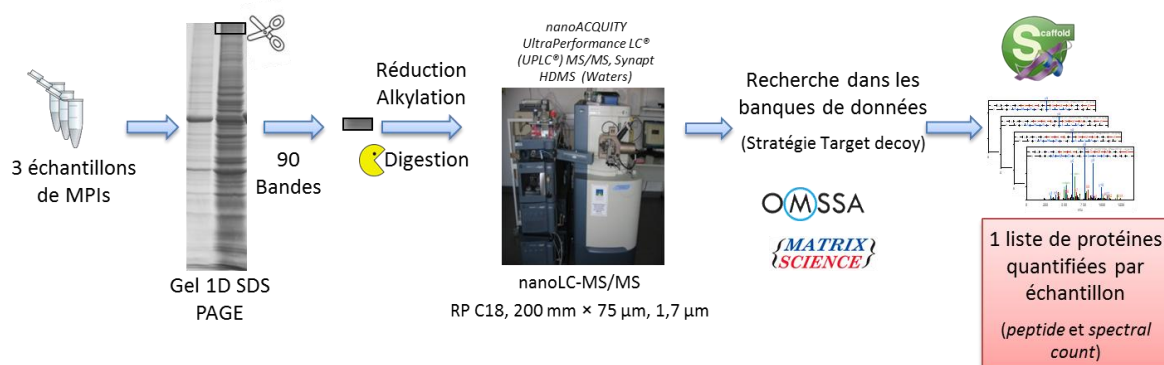 3 échantillons
de MPIs
Gel 1D SDS
PAGE
90
Bandes
Réduction
Alkylation
Digestion
nanoACQUITY
UltraPerformance LC®
(UPLC®) MS/MS, Synapt
HDMS (Waters)
nanoLC-MS/MS
RP C18, 200 mm × 75 µm, 1,7 µm
Recherche dans les
banques de données
(Stratégie Target decoy)
OMSSA
{MATRIX
SCIENCE}
Scaffold
1 liste de protéines
quantifiées par
échantillon
(peptide et spectral
count)